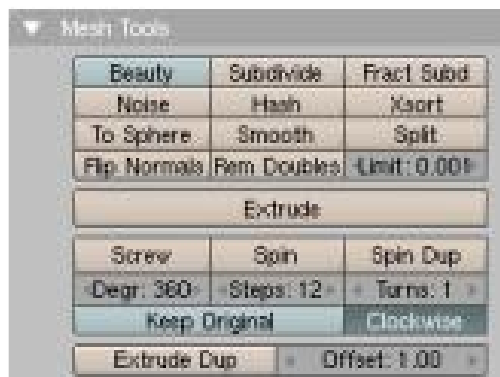 Mesh Tools
Beauty Subdivide Fract Subd
Noise Hash Xsort
To Sphere Smooth Split
Flip Normals Rem Doubles Limit: 0.001
Extrude
Screw Spin Spin Dup
Degr: 360 Steps: 12 Turns: 1
Keep Original Clockwise
Extrude Dup Offset: 1.00